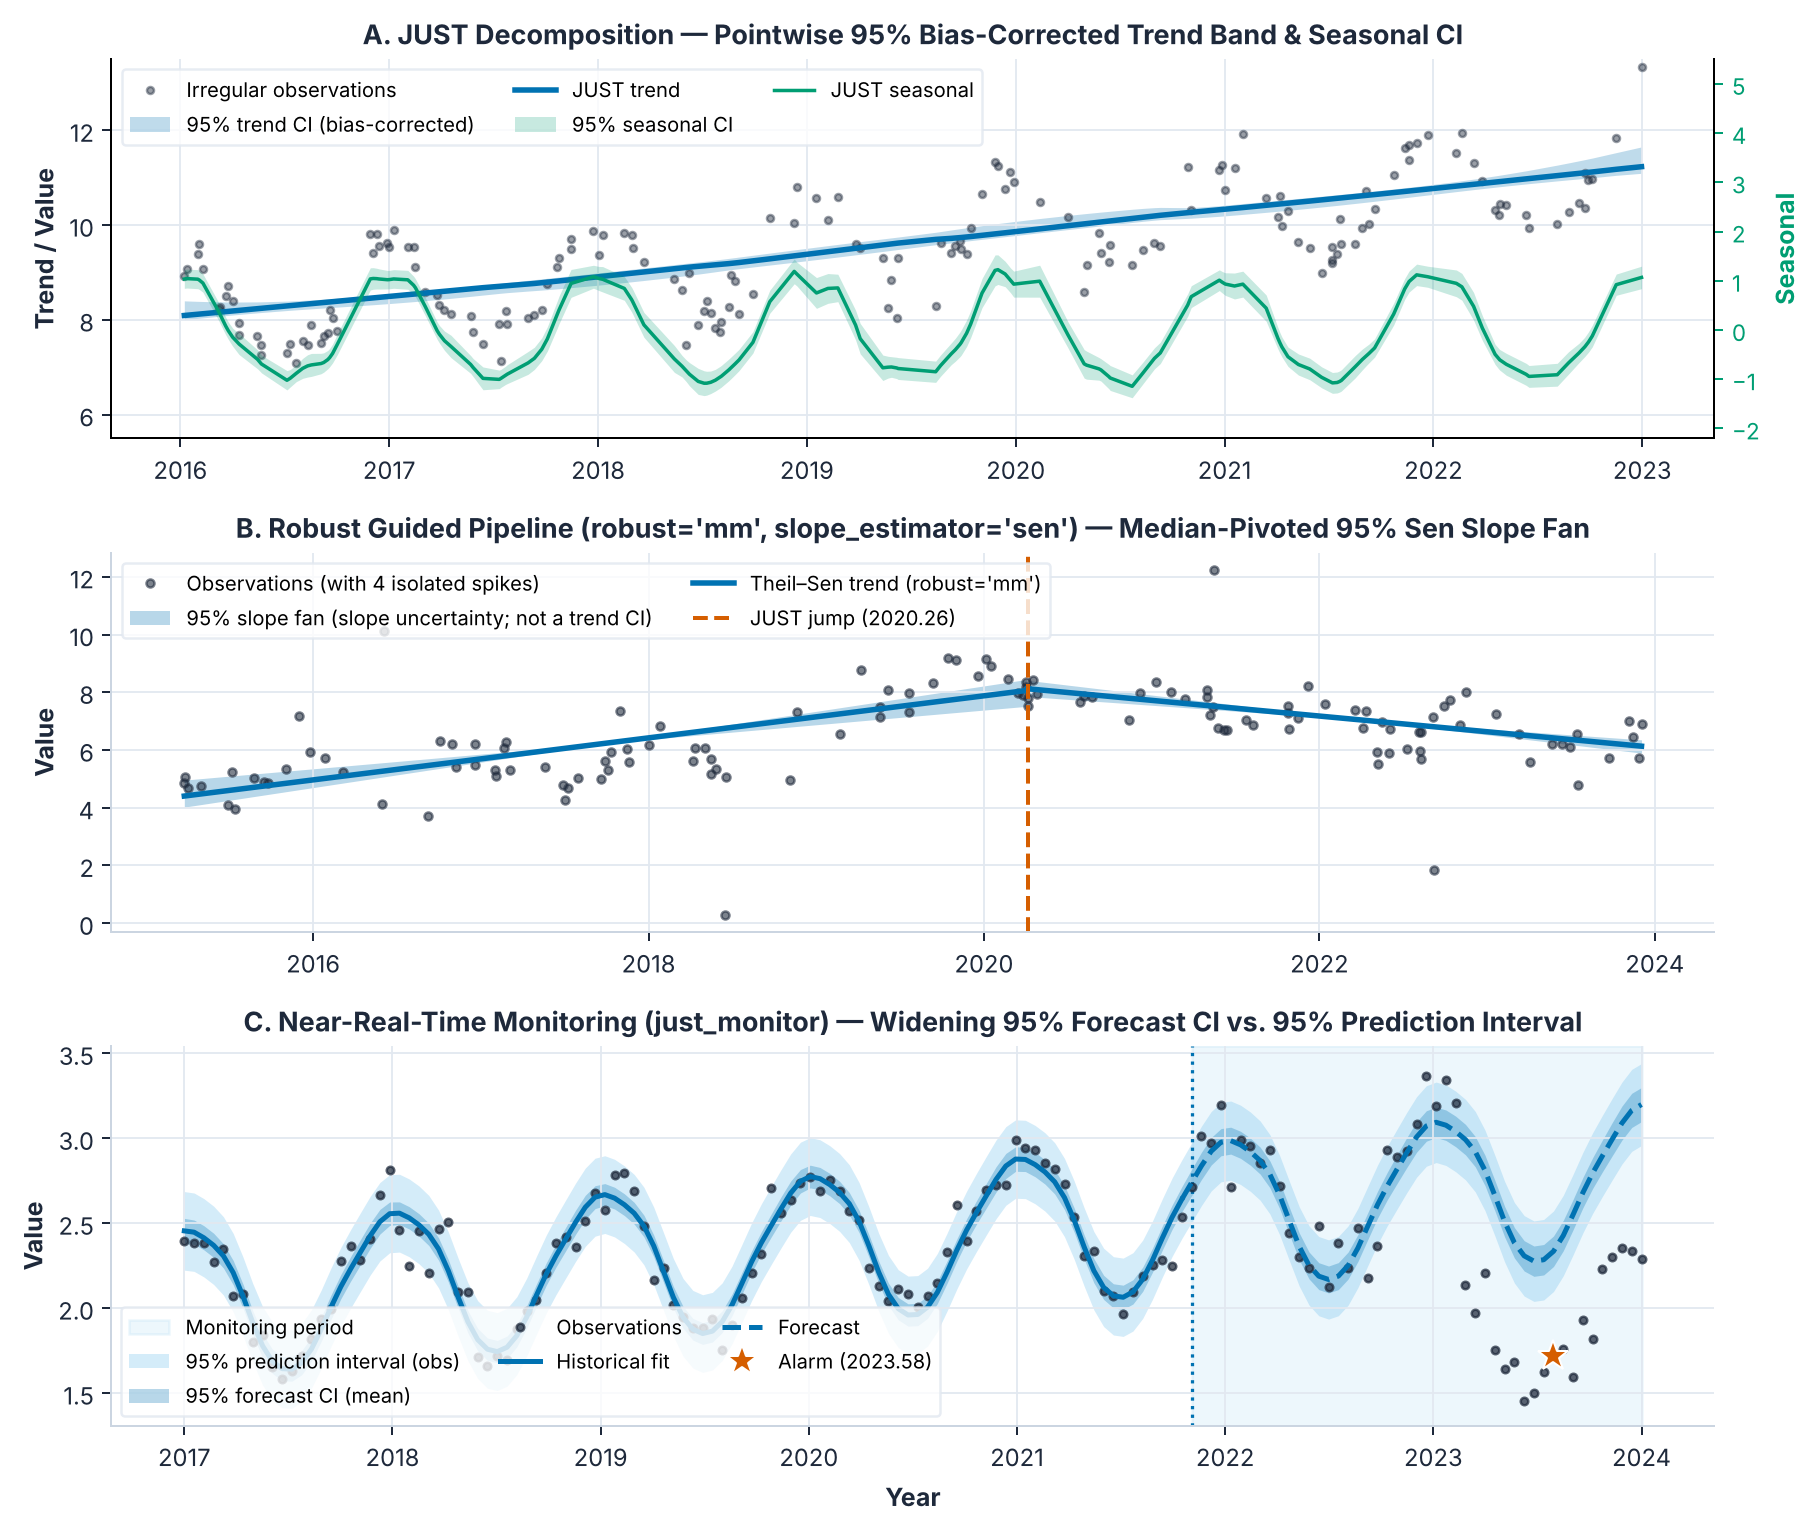 A. JUST Decomposition — Pointwise 95% Bias-Corrected Trend Band & Seasonal CI
Irregular observations
95% trend CI (bias-corrected)
JUST trend
95% seasonal CI
JUST seasonal
Trend / Value
12
10
8
6
Seasonal
5
4
3
2
1
0
−1
−2
2016 2017 2018 2019 2020 2021 2022 2023
B. Robust Guided Pipeline (robust='mm', slope_estimator='sen') — Median-Pivoted 95% Sen Slope Fan
Observations (with 4 isolated spikes)
95% slope fan (slope uncertainty; not a trend CI)
Theil–Sen trend (robust='mm')
JUST jump (2020.26)
Value
12
10
8
6
4
2
0
2016 2018 2020 2022 2024
C. Near-Real-Time Monitoring (just_monitor) — Widening 95% Forecast CI vs. 95% Prediction Interval
Value
3.5
3.0
2.5
2.0
1.5
Monitoring period
95% prediction interval (obs)
95% forecast CI (mean)
Observations
Historical fit
Forecast
Alarm (2023.58)
2017 2018 2019 2020 2021 2022 2023 2024
Year